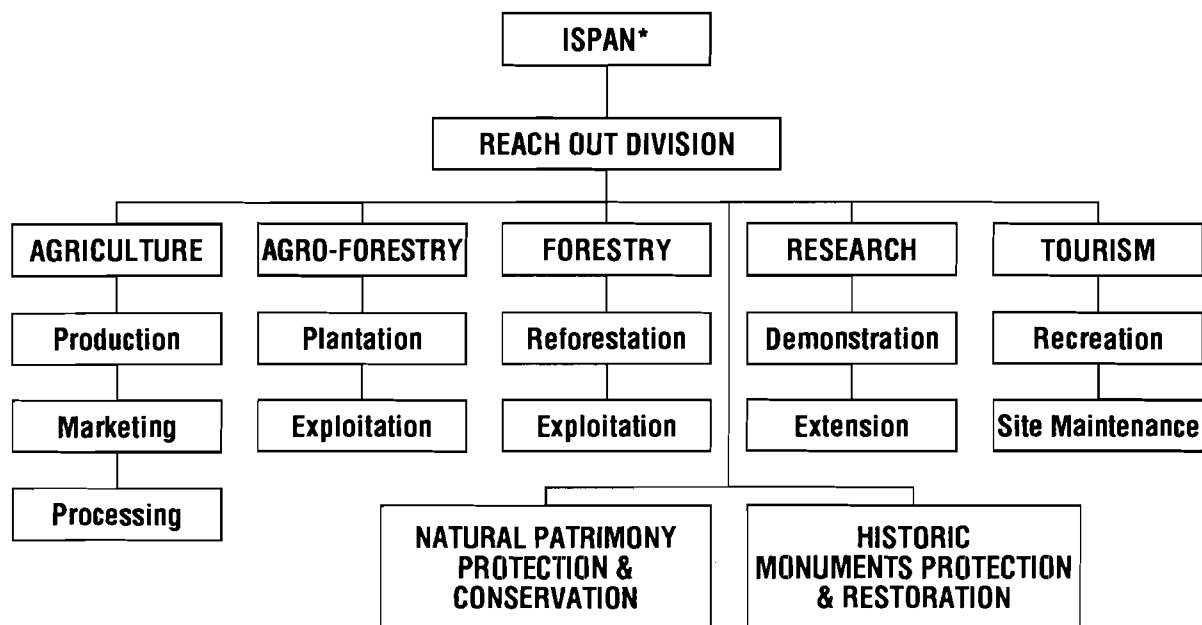 ISPAN*
REACH OUT DIVISION
AGRICULTURE
AGRO-FORESTRY
FORESTRY
RESEARCH
TOURISM
Production
Plantation
Reforestation
Demonstration
Recreation
Marketing
Exploitation
Exploitation
Extension
Site Maintenance
Processing
NATURAL PATRIMONY
PROTECTION &
CONSERVATION
HISTORIC
MONUMENTS PROTECTION
& RESTORATION